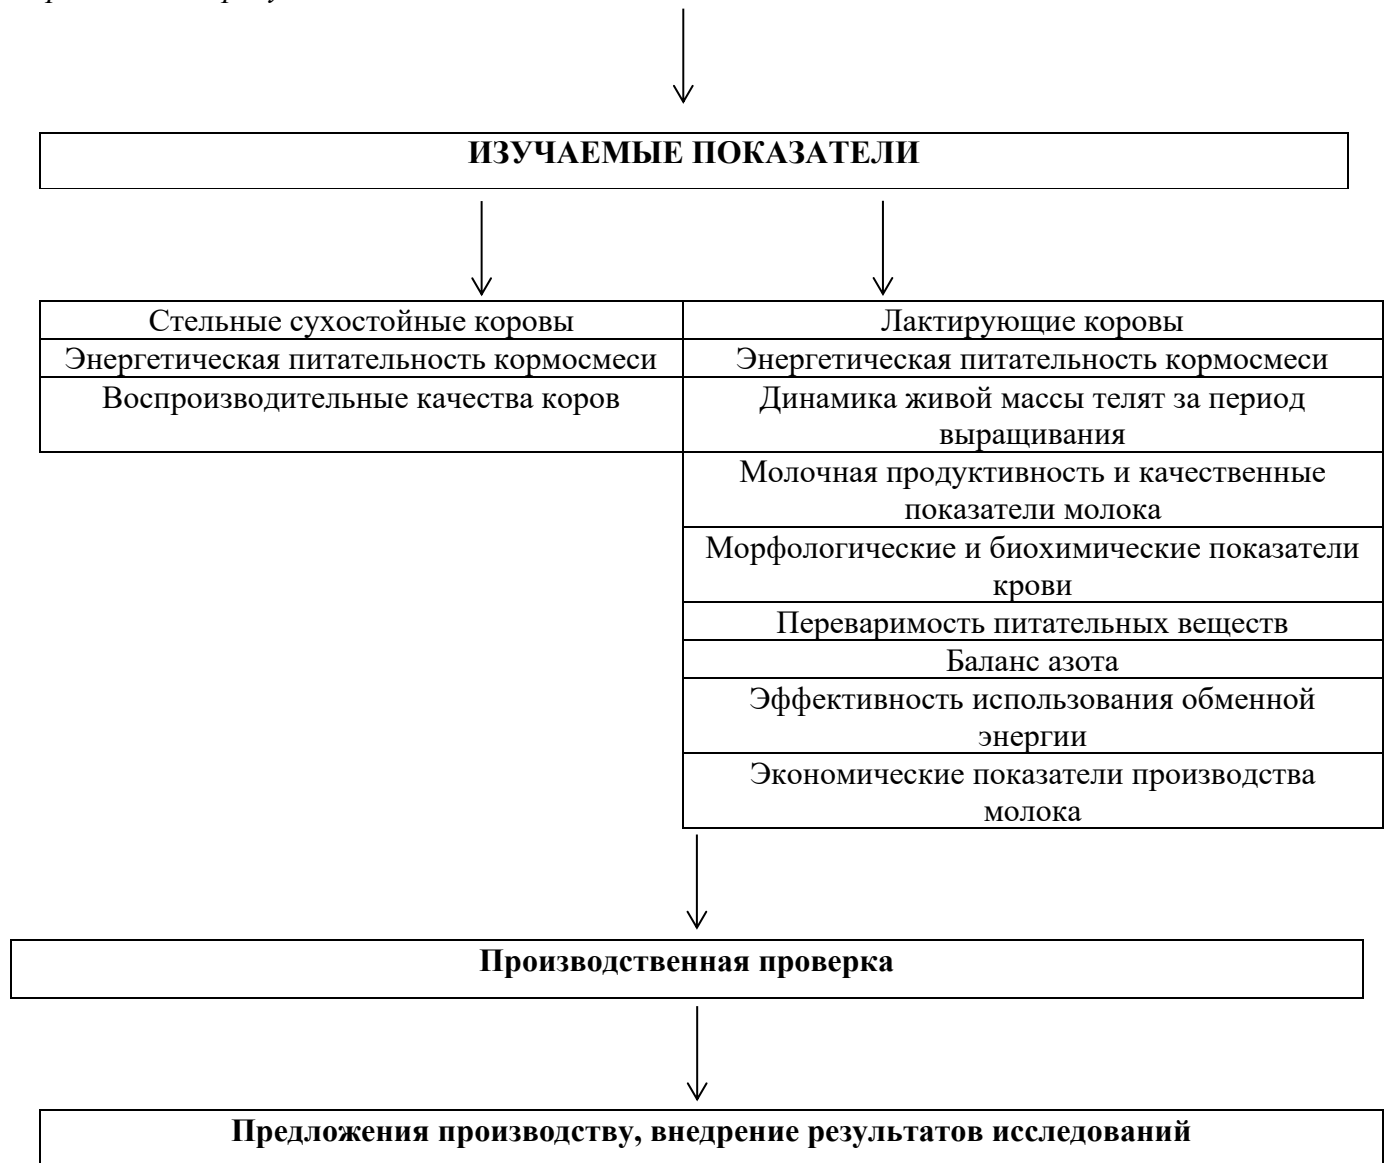 ИЗУЧАЕМЫЕ ПОКАЗАТЕЛИ
Стельные сухостойные коровы
Лактирующие коровы
Энергетическая питательность кормосмеси
Энергетическая питательность кормосмеси
Воспроизводительные качества коров
Динамика живой массы телят за период
выращивания
Молочная продуктивность и качественные
показатели молока
Морфологические и биохимические показатели
крови
Переваримость питательных веществ
Баланс азота
Эффективность использования обменной
энергии
Экономические показатели производства
молока
Производственная проверка
Предложения производству, внедрение результатов исследований